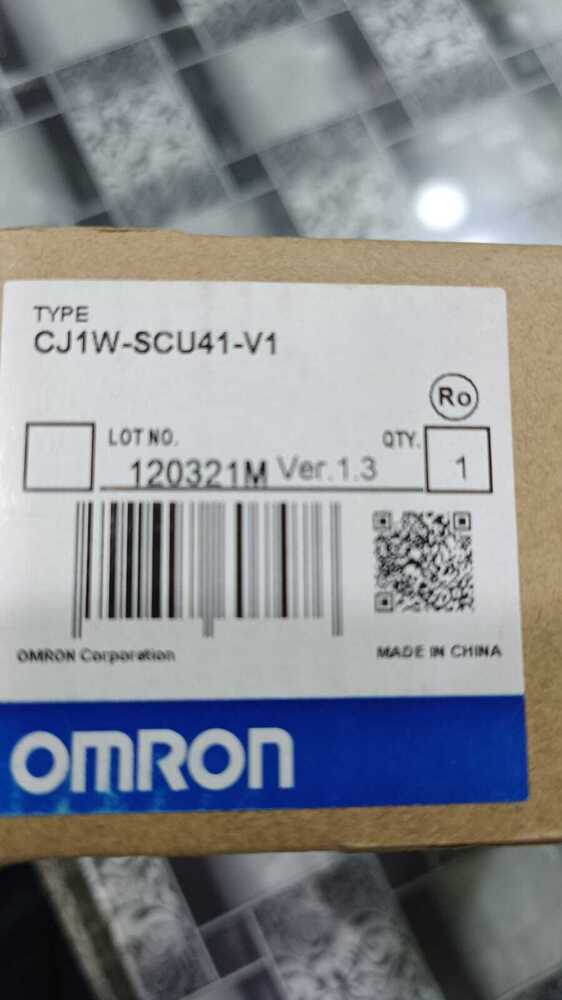 TYPE
CJ1W-SCU41-V1
Ro
LOT NO.
QTY.
120321M Ver.1.3
1
OMRON Corporation
MADE IN CHINA
OMRON